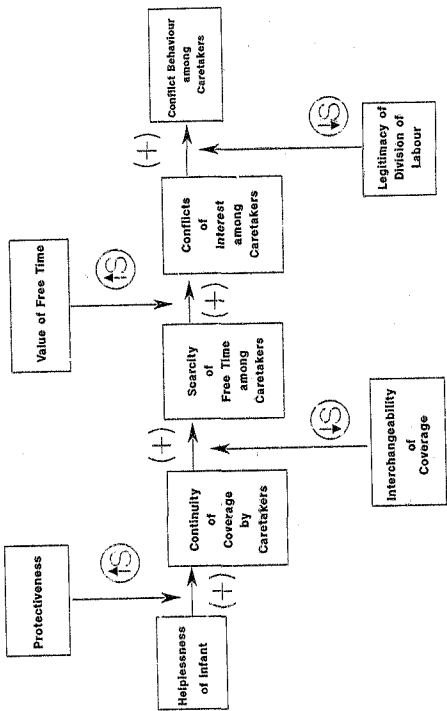 Protectiveness
Value of Free Time
Helplessness
of Infant
(+)
Continuity
of
Coverage
by
Caretakers
(+)
Scarcity
of
Free Time
among
Caretakers
(+)
Conflicts
of
Interest
among
Caretakers
(+)
Conflict Behaviour
among
Caretakers
S
S
S
S
Interchangeability
of
Coverage
Legitimacy of
Division of
Labour